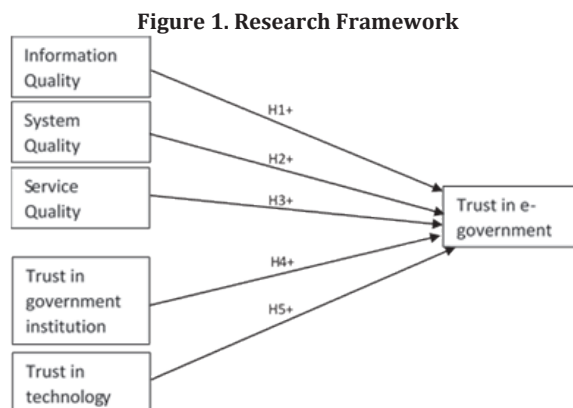 Figure 1. Research Framework
Information
Quality
System
Quality
Service
Quality
Trust in
government
institution
Trust in
technology
H1+
H2+
H3+
H4+
H5+
Trust in e-
government